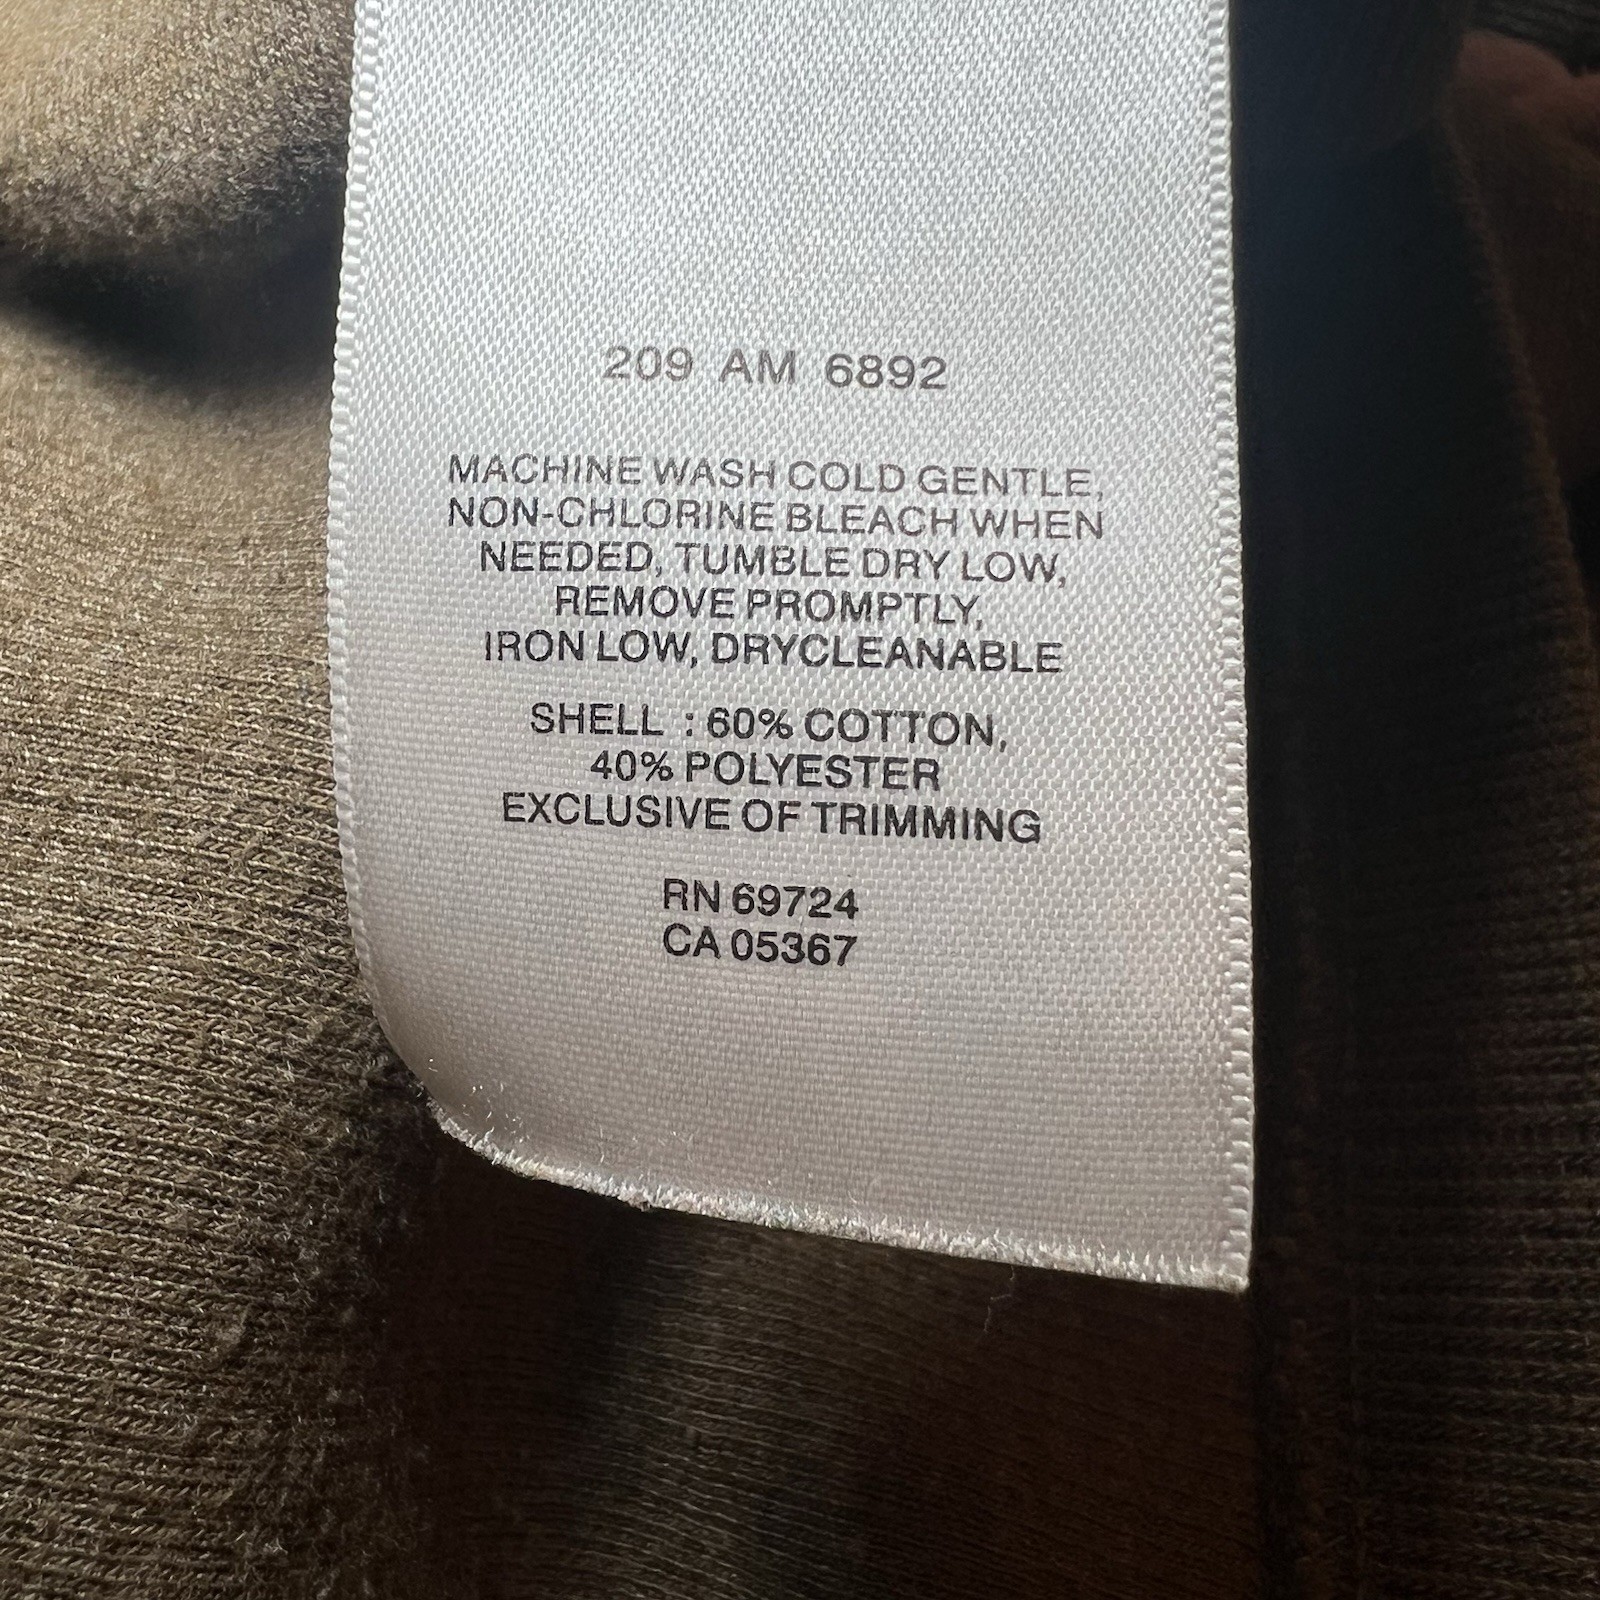 209 AM 6892
MACHINE WASH COLD GENTLE,
NON-CHLORINE BLEACH WHEN
NEEDED, TUMBLE DRY LOW,
REMOVE PROMPTLY,
IRON LOW, DRYCLEANABLE
SHELL : 60% COTTON,
40% POLYESTER
EXCLUSIVE OF TRIMMING
RN 69724
CA 05367